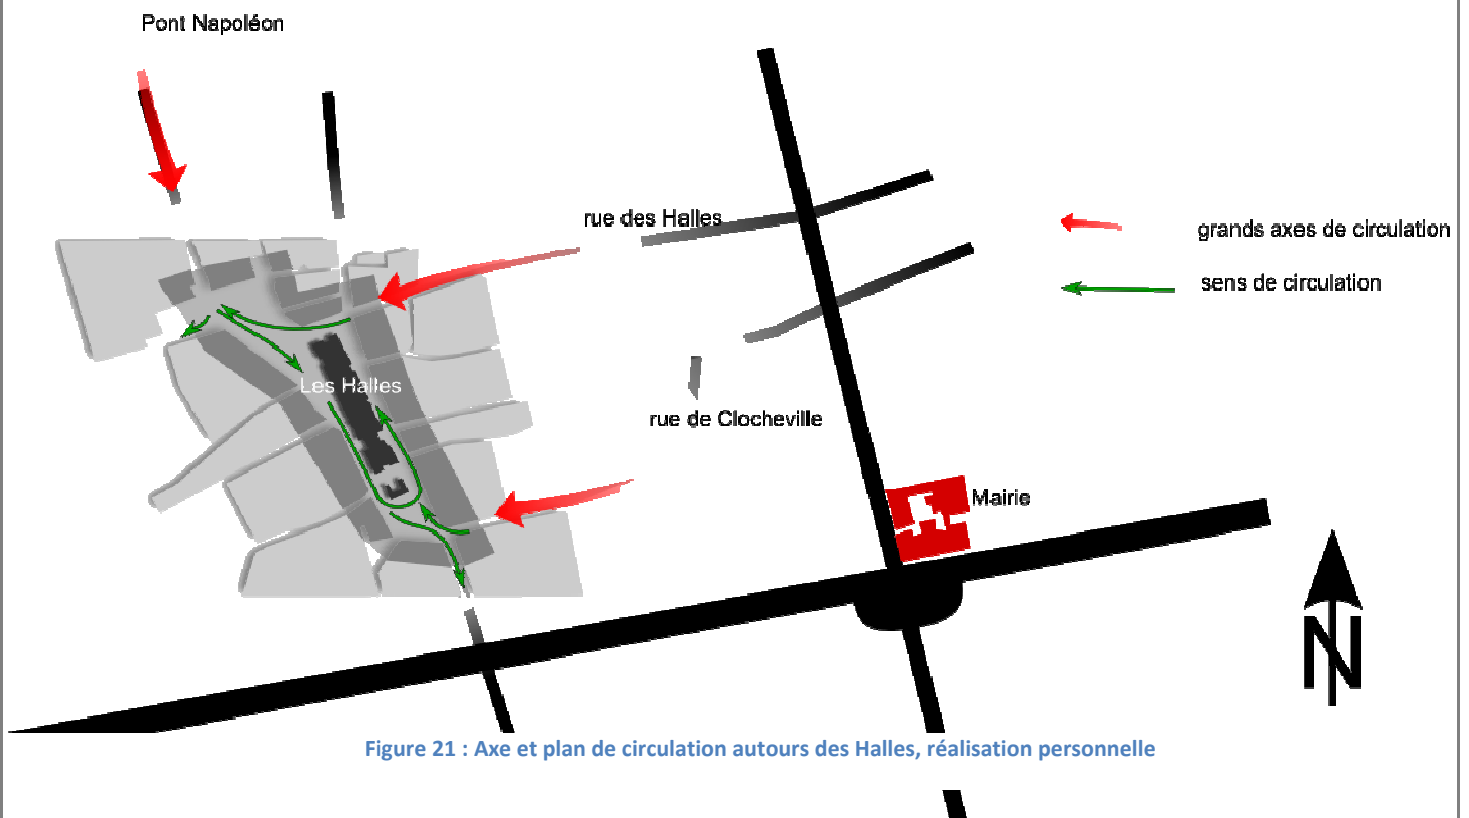 Pont Napoléon
rue des Halles
grands axes de circulation
sens de circulation
Les Halles
rue de Clocheville
Mairie
N
Figure 21 : Axe et plan de circulation autours des Halles, réalisation personnelle